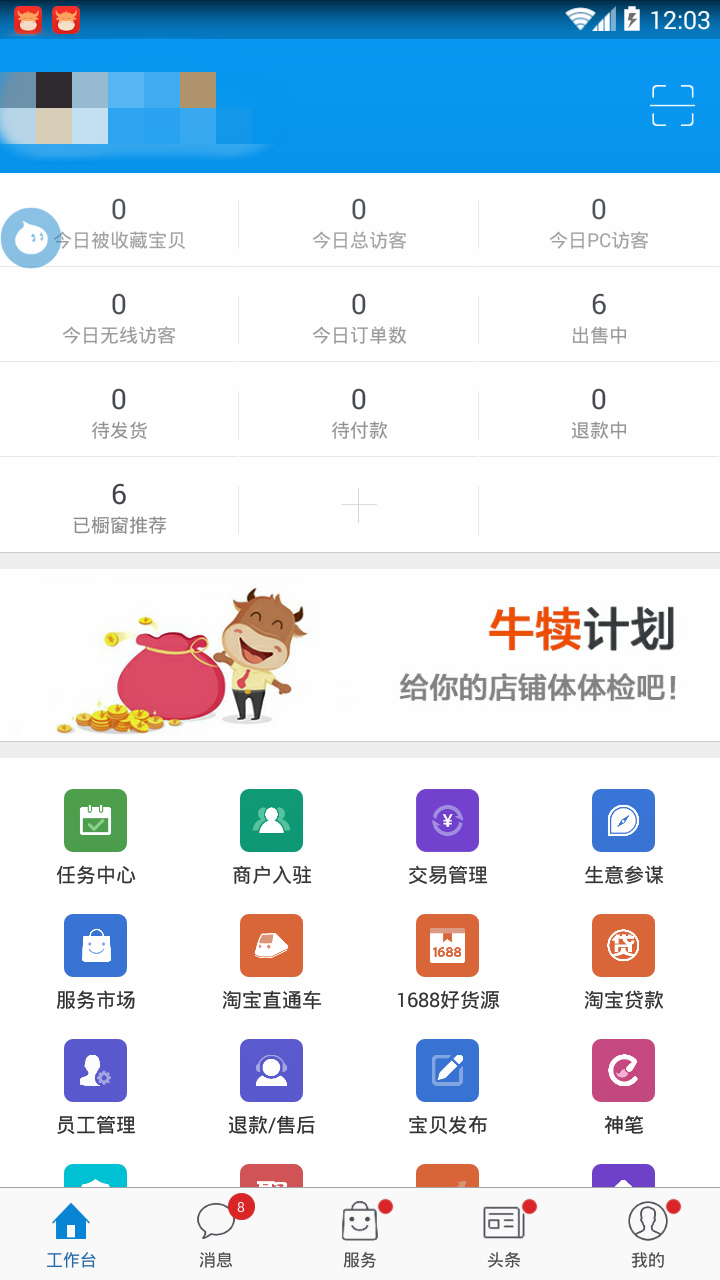 12:03
0
0
0
今日被收藏宝贝
今日总访客
今日PC访客
0
0
6
今日无线访客
今日订单数
出售中
0
0
0
待发货
待付款
退款中
6
已橱窗推荐
牛犊计划
给你的店铺体体检吧!
¥
任务中心
商户入驻
交易管理
生意参谋
1688
贷
服务市场
淘宝直通车
1688好货源
淘宝贷款
员工管理
退款/售后
宝贝发布
神笔
8
工作台
消息
服务
头条
我的